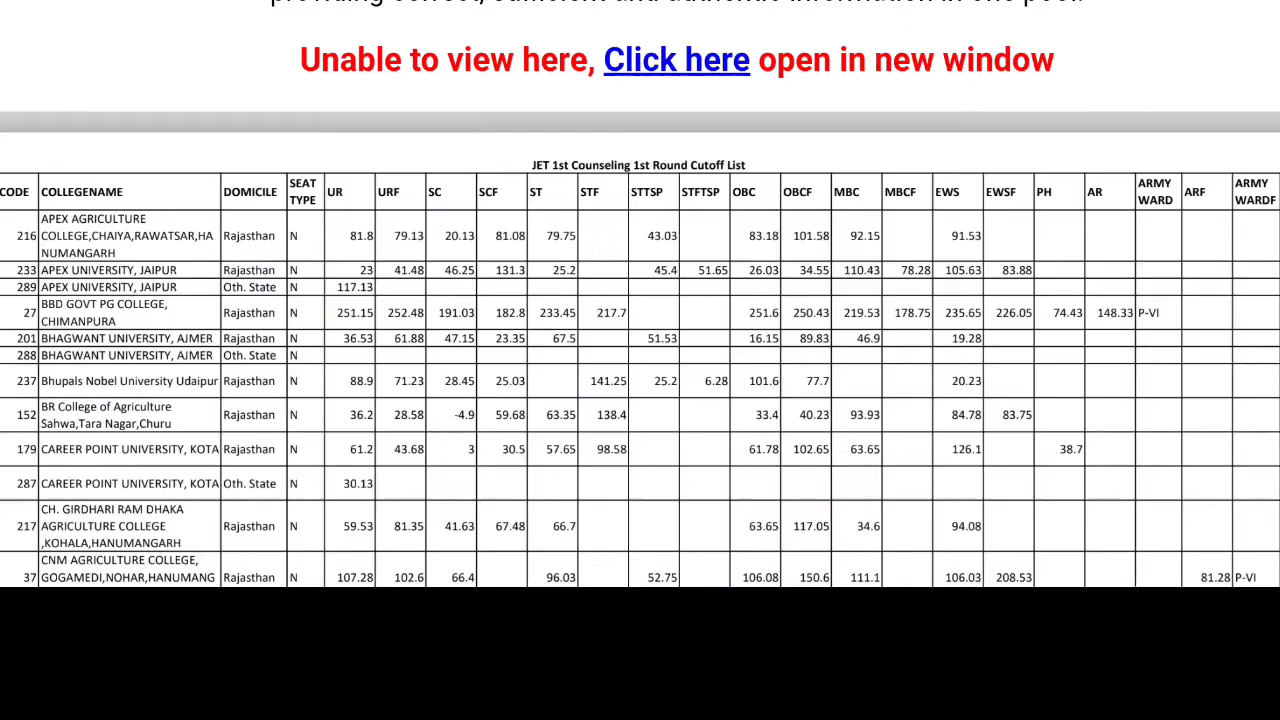 Unable to view here, Click here open in new window
JET 1st Counseling 1st Round Cutoff List
CODE COLLEGENAME DOMICILE SEAT TYPE UR URF SC SCF ST STF STTSP STFTSP OBC OBCF MBC MBCF EWS EWSF PH AR ARMY WARD ARF ARMY WARDF
216 APEX AGRICULTURE COLLEGE,CHAIYA,RAWATSAR,HANUMANGARH Rajasthan N 81.8 79.13 20.13 81.08 79.75 43.03 83.18 101.58 92.15 91.53
233 APEX UNIVERSITY, JAIPUR Rajasthan N 23 41.48 46.25 131.3 25.2 45.4 51.65 26.03 34.55 110.43 78.28 105.63 83.88
289 APEX UNIVERSITY, JAIPUR Oth. State N 117.13
27 BBD GOVT PG COLLEGE, CHIMANPURA Rajasthan N 251.15 252.48 191.03 182.8 233.45 217.7 251.6 250.43 219.53 178.75 235.65 226.05 74.43 148.33 P-VI
201 BHAGWANT UNIVERSITY, AJMER Rajasthan N 36.53 61.88 47.15 23.35 67.5 51.53 16.15 89.83 46.9 19.28
288 BHAGWANT UNIVERSITY, AJMER Oth. State N
237 Bhupals Nobel University Udaipur Rajasthan N 88.9 71.23 28.45 25.03 141.25 25.2 6.28 101.6 77.7 20.23
152 BR College of Agriculture Sahwa,Tara Nagar,Churu Rajasthan N 36.2 28.58 -4.9 59.68 63.35 138.4 33.4 40.23 93.93 84.78 83.75
179 CAREER POINT UNIVERSITY, KOTA Rajasthan N 61.2 43.68 3 30.5 57.65 98.58 61.78 102.65 63.65 126.1 38.7
287 CAREER POINT UNIVERSITY, KOTA Oth. State N 30.13
217 CH. GIRDHARI RAM DHAKA AGRICULTURE COLLEGE ,KOHALA,HANUMANGARH Rajasthan N 59.53 81.35 41.63 67.48 66.7 63.65 117.05 34.6 94.08
37 CNM AGRICULTURE COLLEGE, GOGAMEDI,NOHAR,HANUMANG Rajasthan N 107.28 102.6 66.4 96.03 52.75 106.08 150.6 111.1 106.03 208.53 81.28 P-VI